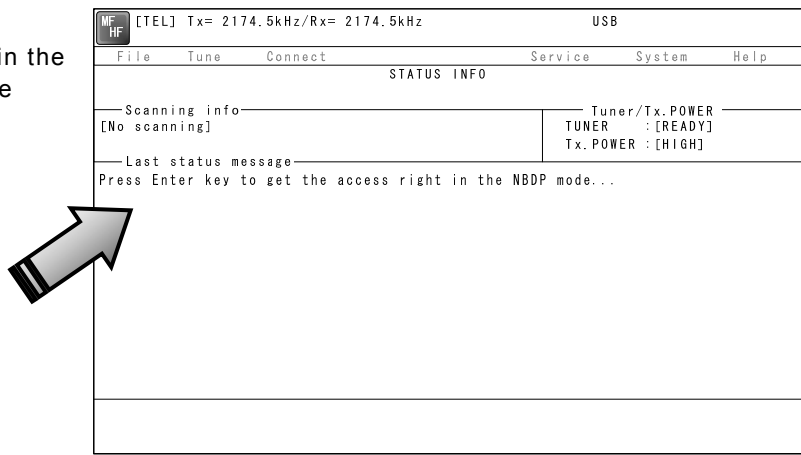 in the
e
MF HF [TEL] Tx= 2174.5kHz/Rx= 2174.5kHz USB
File Tune Connect Service System Help
STATUS INFO
Scanning info Tuner/Tx.POWER
[No scanning] TUNER :[READY]
Tx.POWER :[HIGH]
Last status message
Press Enter key to get the access right in the NBDP mode...